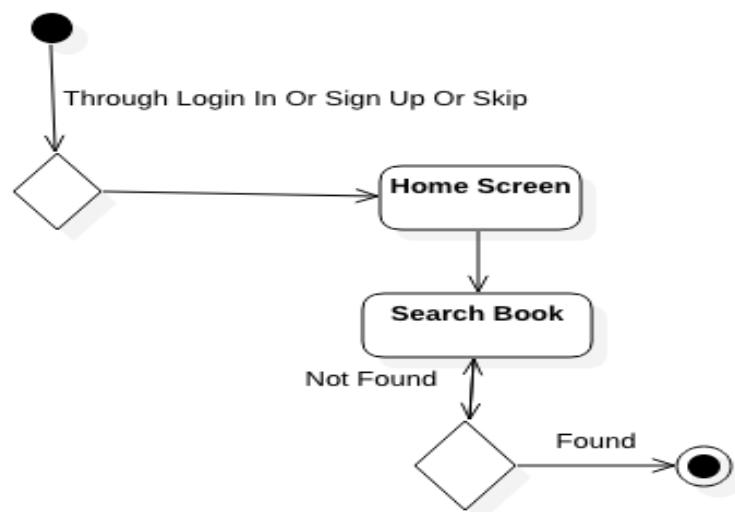 Through Login In Or Sign Up Or Skip
Home Screen
Search Book
Not Found
Found